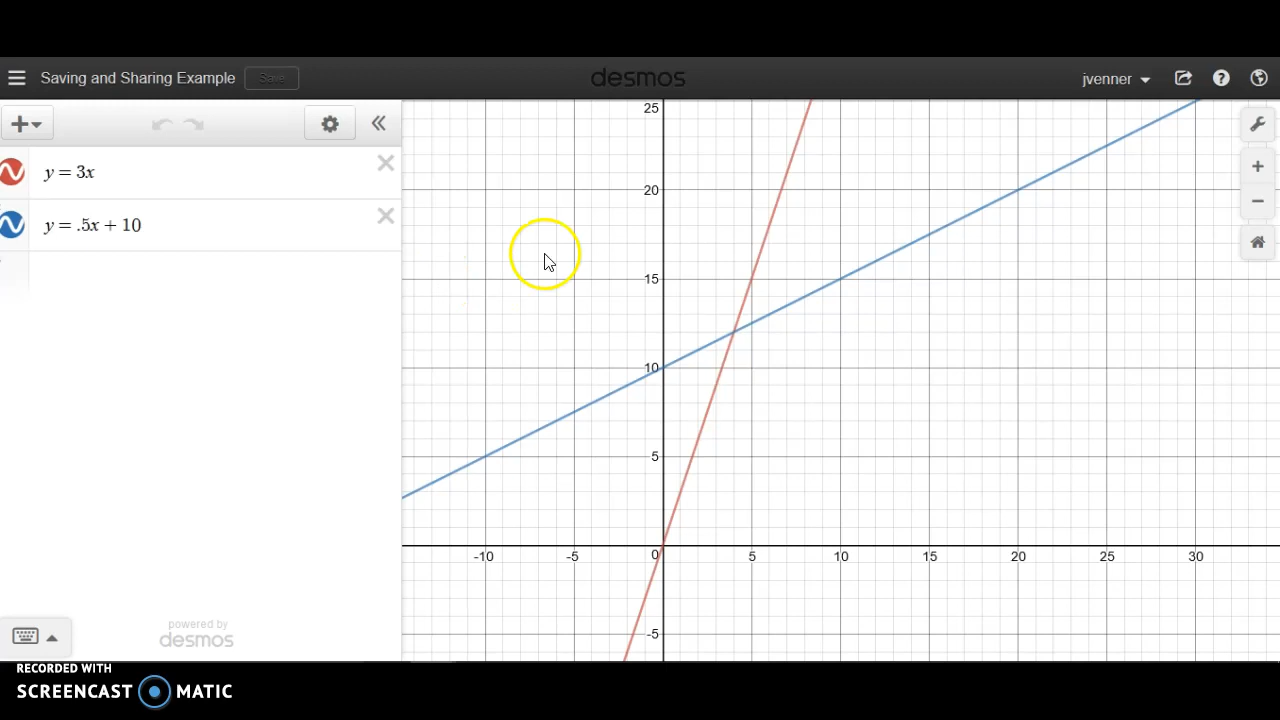 Saving and Sharing Example Save desmos jvenner
y = 3x
y = .5x + 10
25
20
15
10
5
-10 -5 0 5 10 15 20 25 30
-5
powered by
desmos
RECORDED WITH
SCREENCAST MATIC